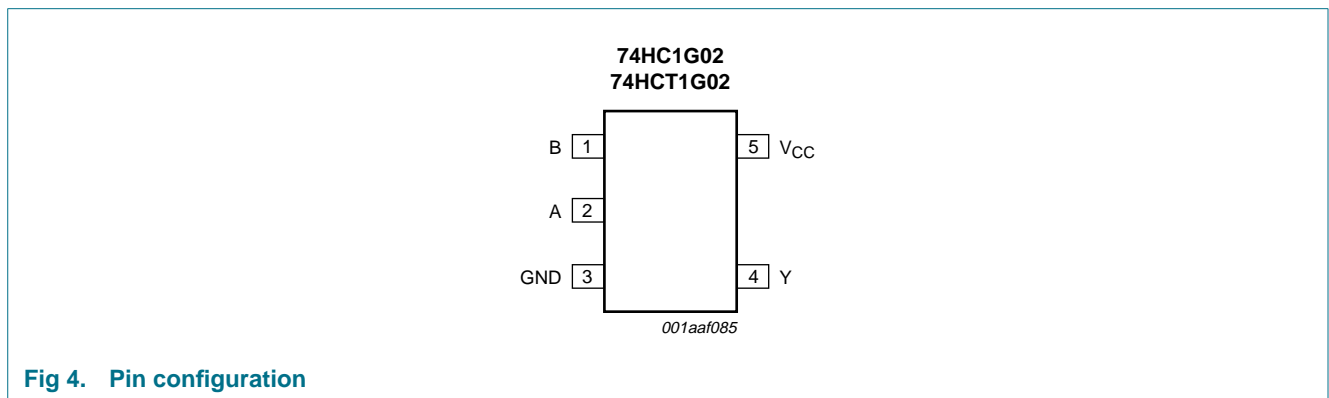 74HC1G02
74HCT1G02
B 1
5 VCC
A 2
GND 3
4 Y
001aaf085
Fig 4. Pin configuration